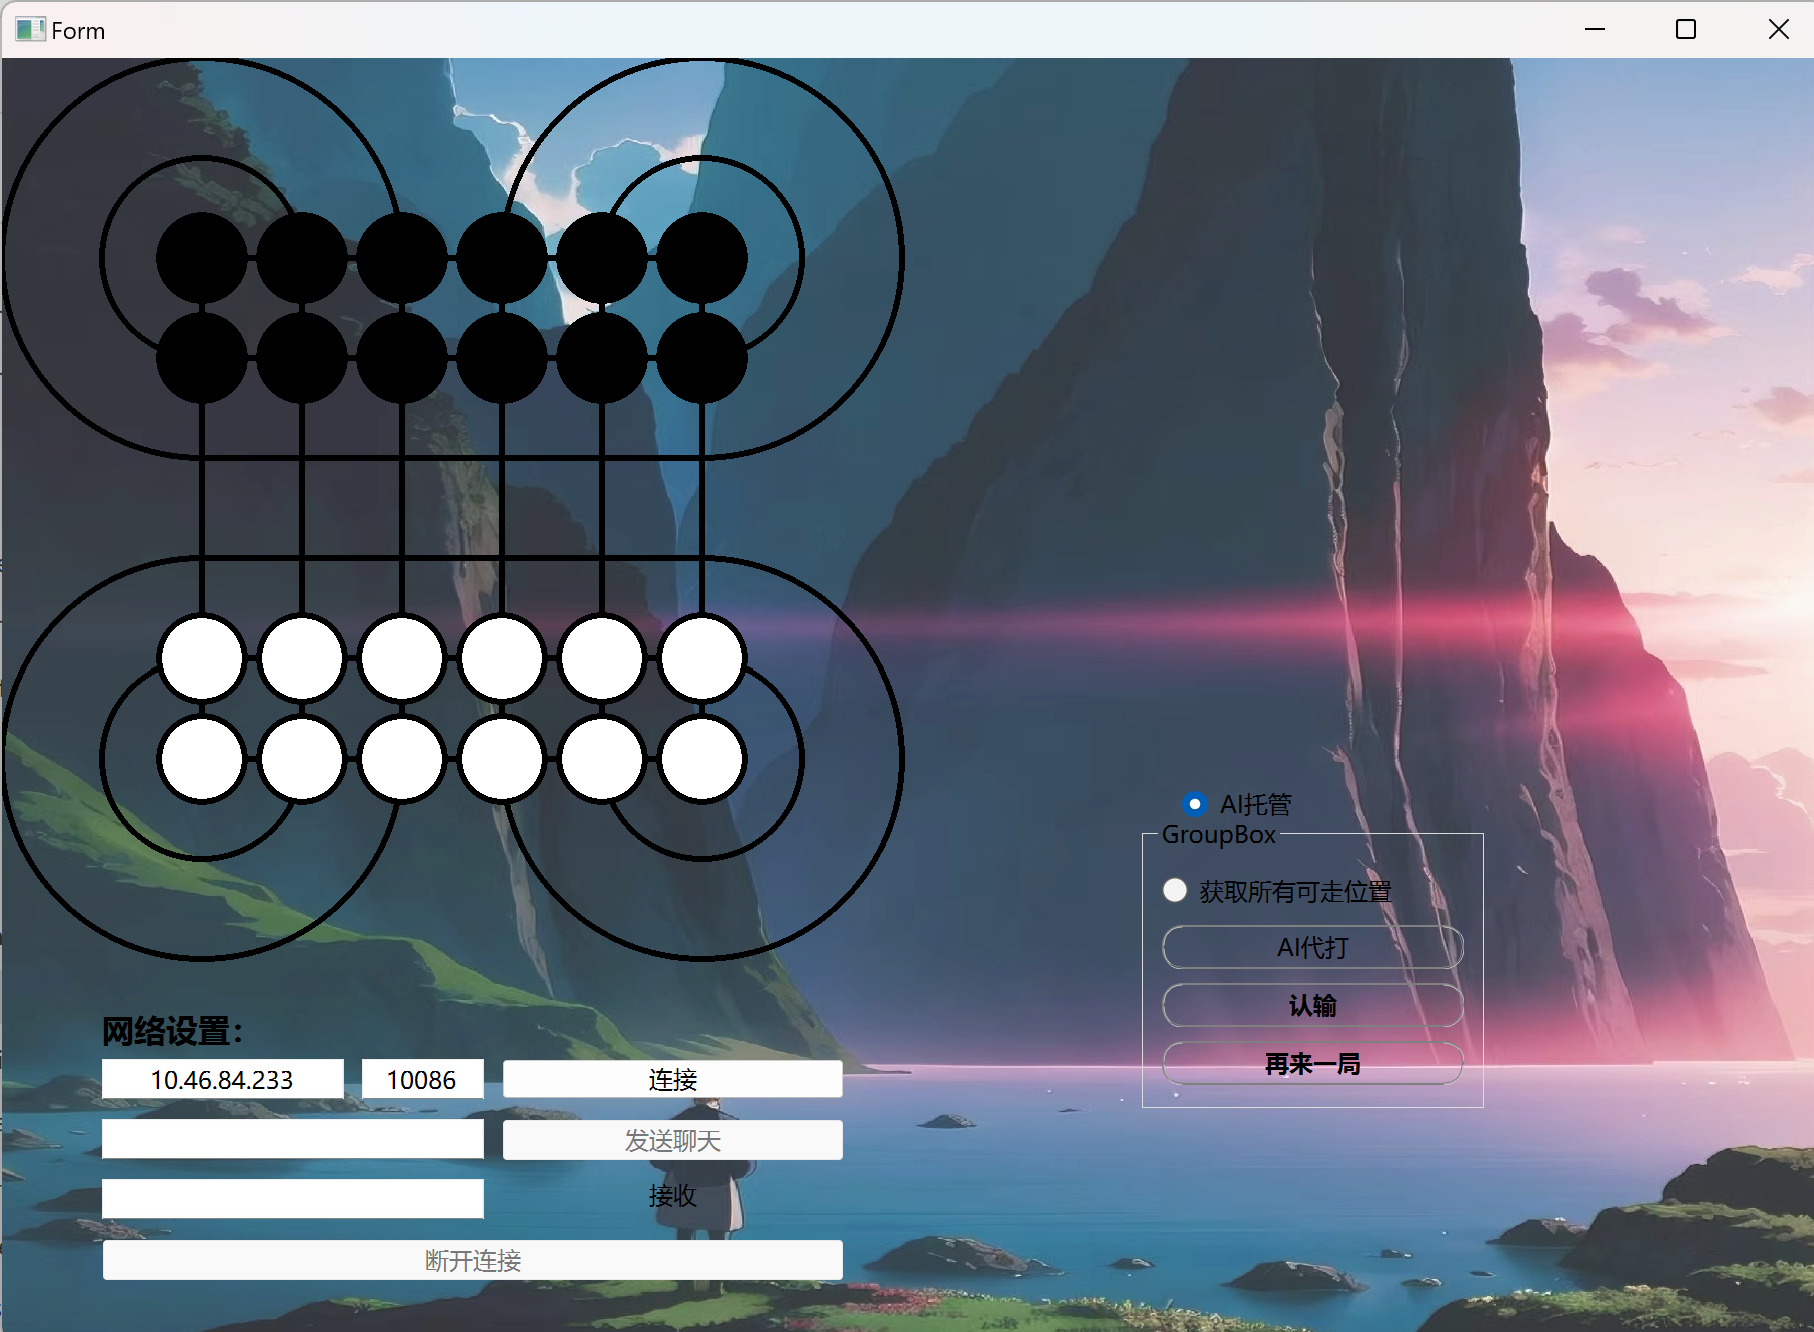 Form
AI托管
GroupBox
获取所有可走位置
AI代打
认输
再来一局
网络设置：
10.46.84.233 10086 连接
发送聊天
接收
断开连接